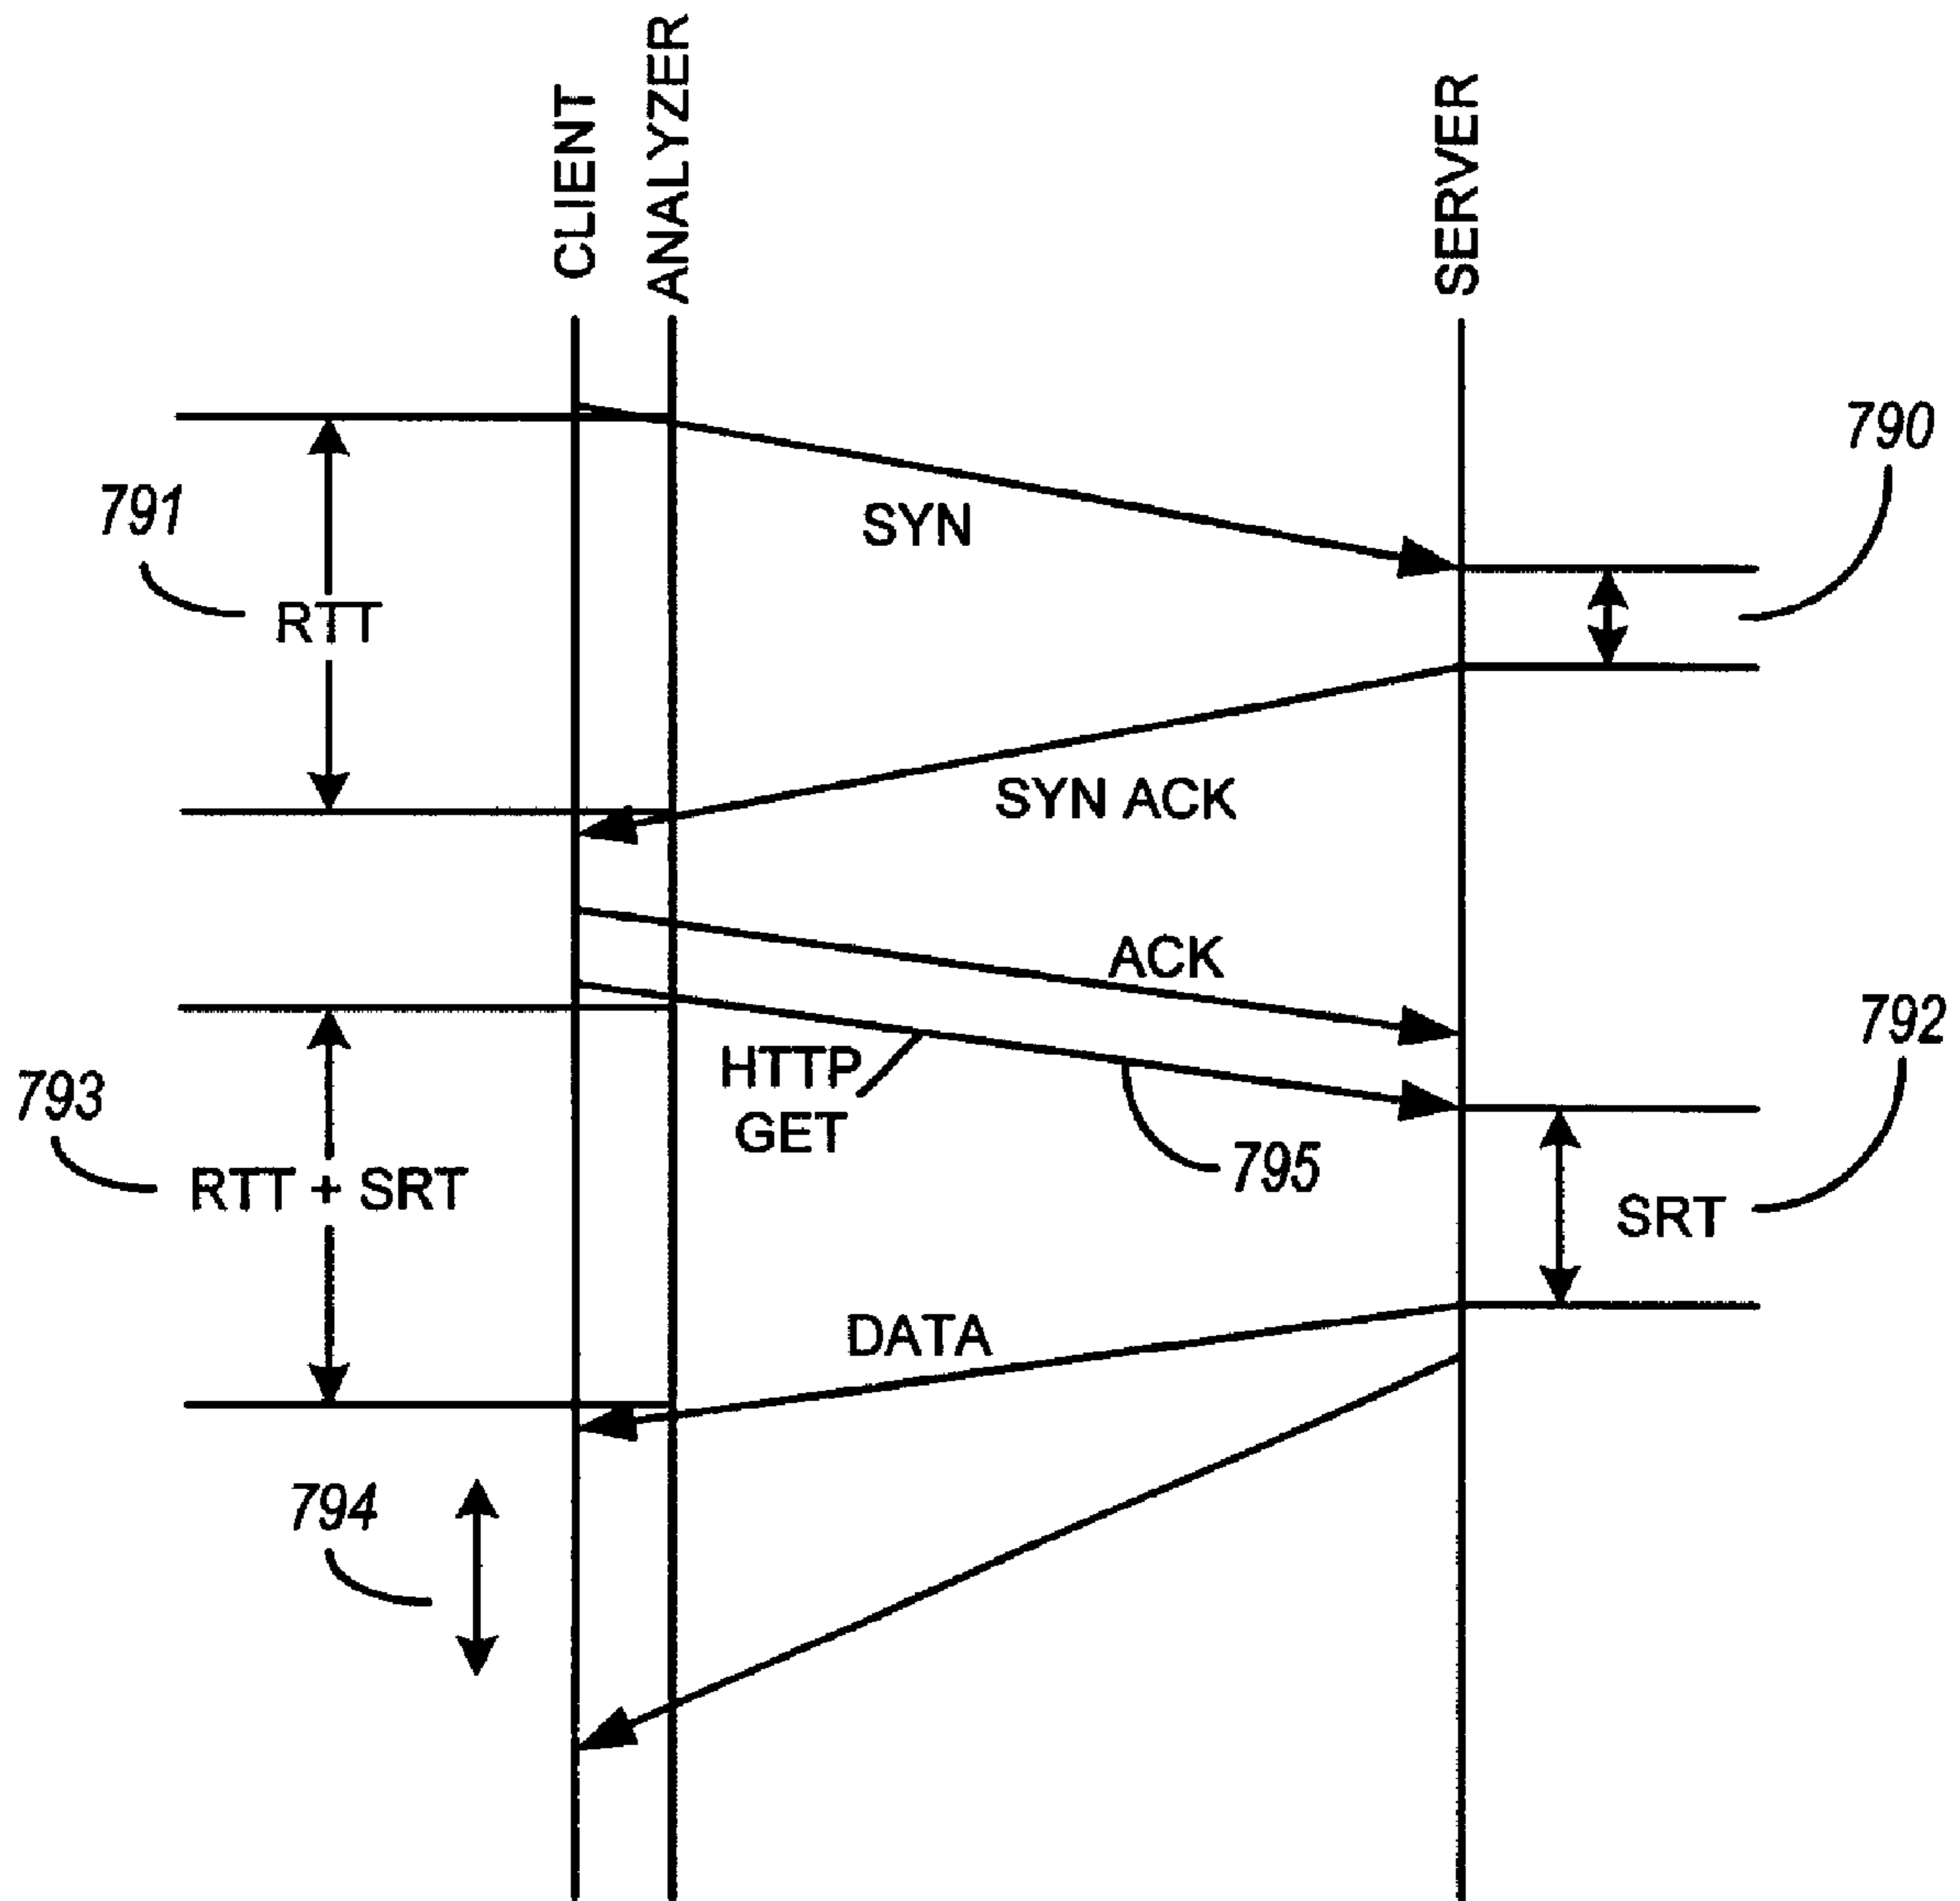 CLIENT
ANALYZER
SERVER
790
791
SYN
RTT
SYN ACK
ACK
792
HTTP
GET
793
795
RTT + SRT
SRT
DATA
794